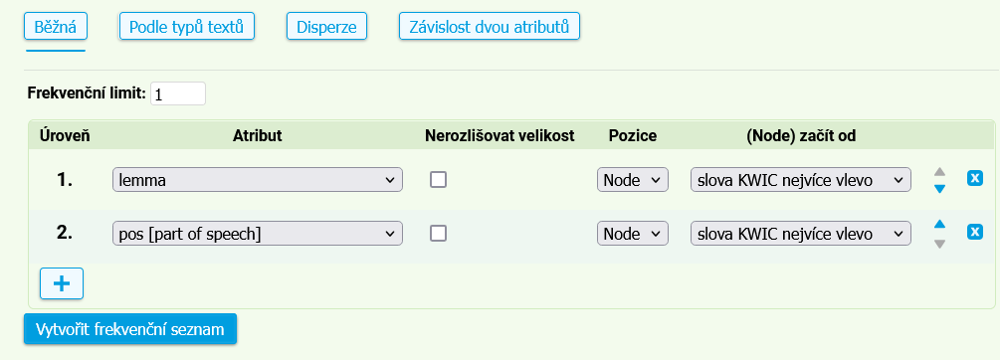 Běžná Podle typů textů Disperze Závislost dvou atributů
Frekvenční limit: 1
Úroveň Atribut Nerozlišovat velikost Pozice (Node) začít od
1. lemma Node slova KWIC nejvíce vlevo
2. pos [part of speech] Node slova KWIC nejvíce vlevo
+
Vytvořit frekvenční seznam